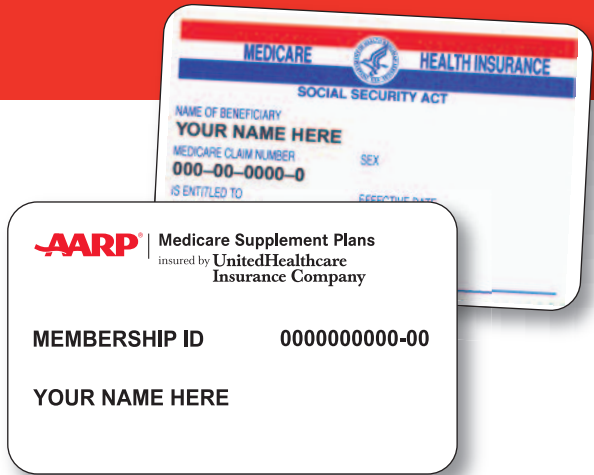 MEDICARE HEALTH INSURANCE
SOCIAL SECURITY ACT
NAME OF BENEFICIARY
YOUR NAME HERE
MEDICARE CLAIM NUMBER SEX
000-00-0000-0
IS ENTITLED TO EFFECTIVE DATE
AARP® Medicare Supplement Plans
insured by UnitedHealthcare
Insurance Company
MEMBERSHIP ID 0000000000-00
YOUR NAME HERE